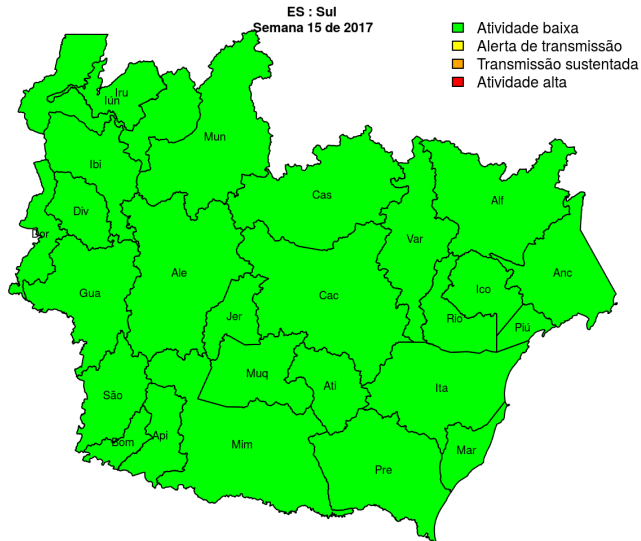 ES : Sul
Semana 15 de 2017
Atividade baixa
Alerta de transmissão
Transmissão sustentada
Atividade alta
Iru
Iún
Mun
Ibi
Cas
Alf
Div
Dor
Var
Ale
Anc
Gua
Cac
Ico
Jer
Rio
Piú
Muq
Ati
Ita
São
Bom
Api
Mim
Mar
Pre